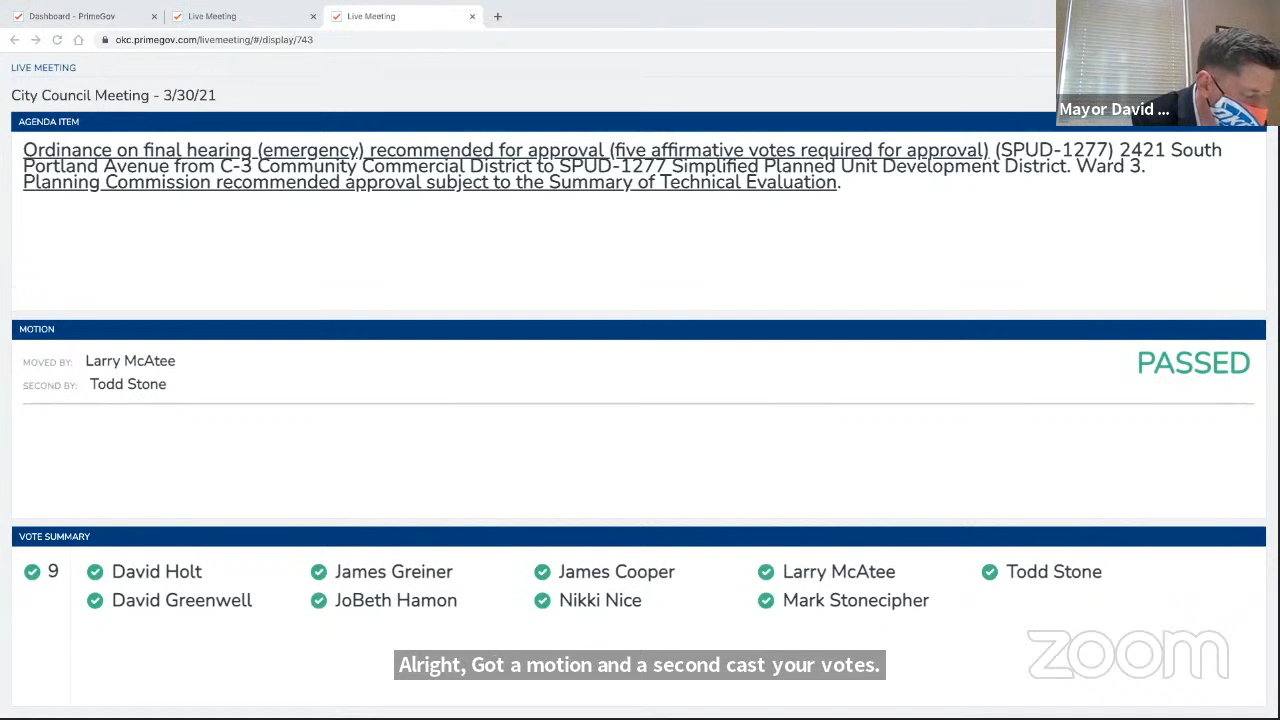 Dashboard - PrimeGov
Live Meeting
Live Meeting
okc.primegov.com/livemeeting/#/display/743
LIVE MEETING
City Council Meeting - 3/30/21
Mayor David ...
AGENDA ITEM
Ordinance on final hearing (emergency) recommended for approval (five affirmative votes required for approval) (SPUD-1277) 2421 South
Portland Avenue from C-3 Community Commercial District to SPUD-1277 Simplified Planned Unit Development District. Ward 3.
Planning Commission recommended approval subject to the Summary of Technical Evaluation.
MOTION
MOVED BY: Larry McAtee
PASSED
SECOND BY: Todd Stone
VOTE SUMMARY
9 David Holt James Greiner James Cooper Larry McAtee Todd Stone
David Greenwell JoBeth Hamon Nikki Nice Mark Stonecipher
Alright, Got a motion and a second cast your votes.
zoom